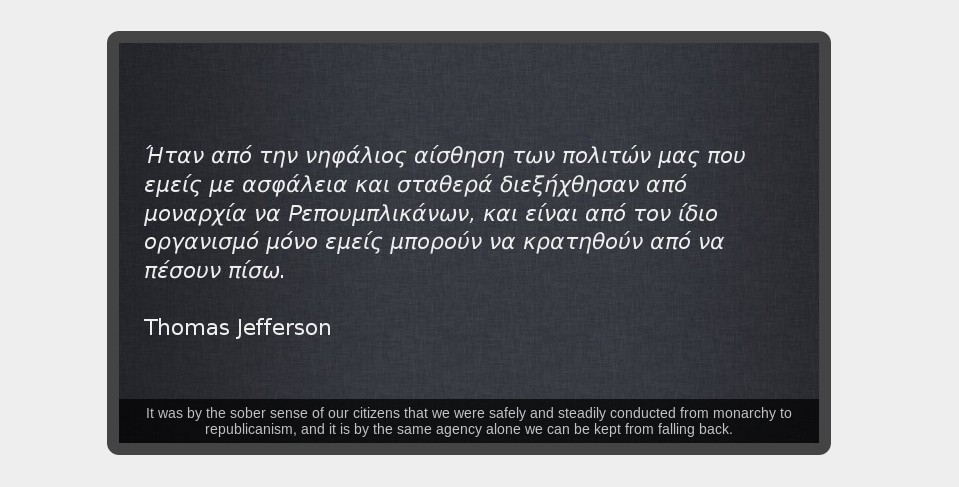 Ήταν από την νηφάλιος αίσθηση των πολιτών μας που
εμείς με ασφάλεια και σταθερά διεξήχθησαν από
μοναρχία να Ρεπουμπλικάνων, και είναι από τον ίδιο
οργανισμό μόνο εμείς μπορούν να κρατηθούν από να
πέσουν πίσω.
Thomas Jefferson
It was by the sober sense of our citizens that we were safely and steadily conducted from monarchy to
republicanism, and it is by the same agency alone we can be kept from falling back.